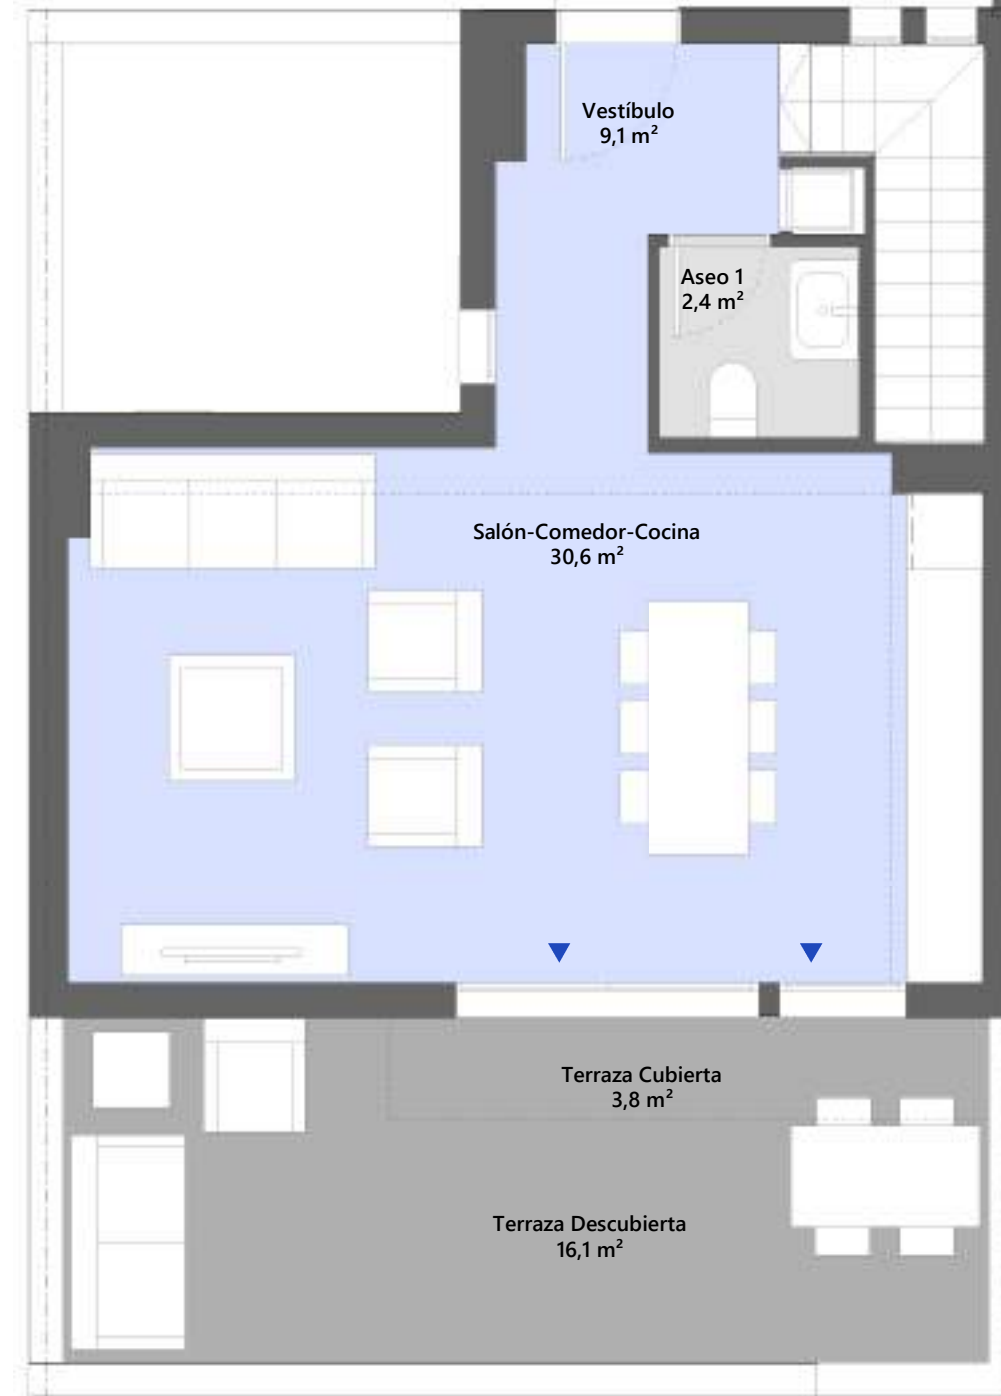 Vestíbulo
9,1 m²
Aseo 1
2,4 m²
Salón-Comedor-Cocina
30,6 m²
Terraza Cubierta
3,8 m²
Terraza Descubierta
16,1 m²